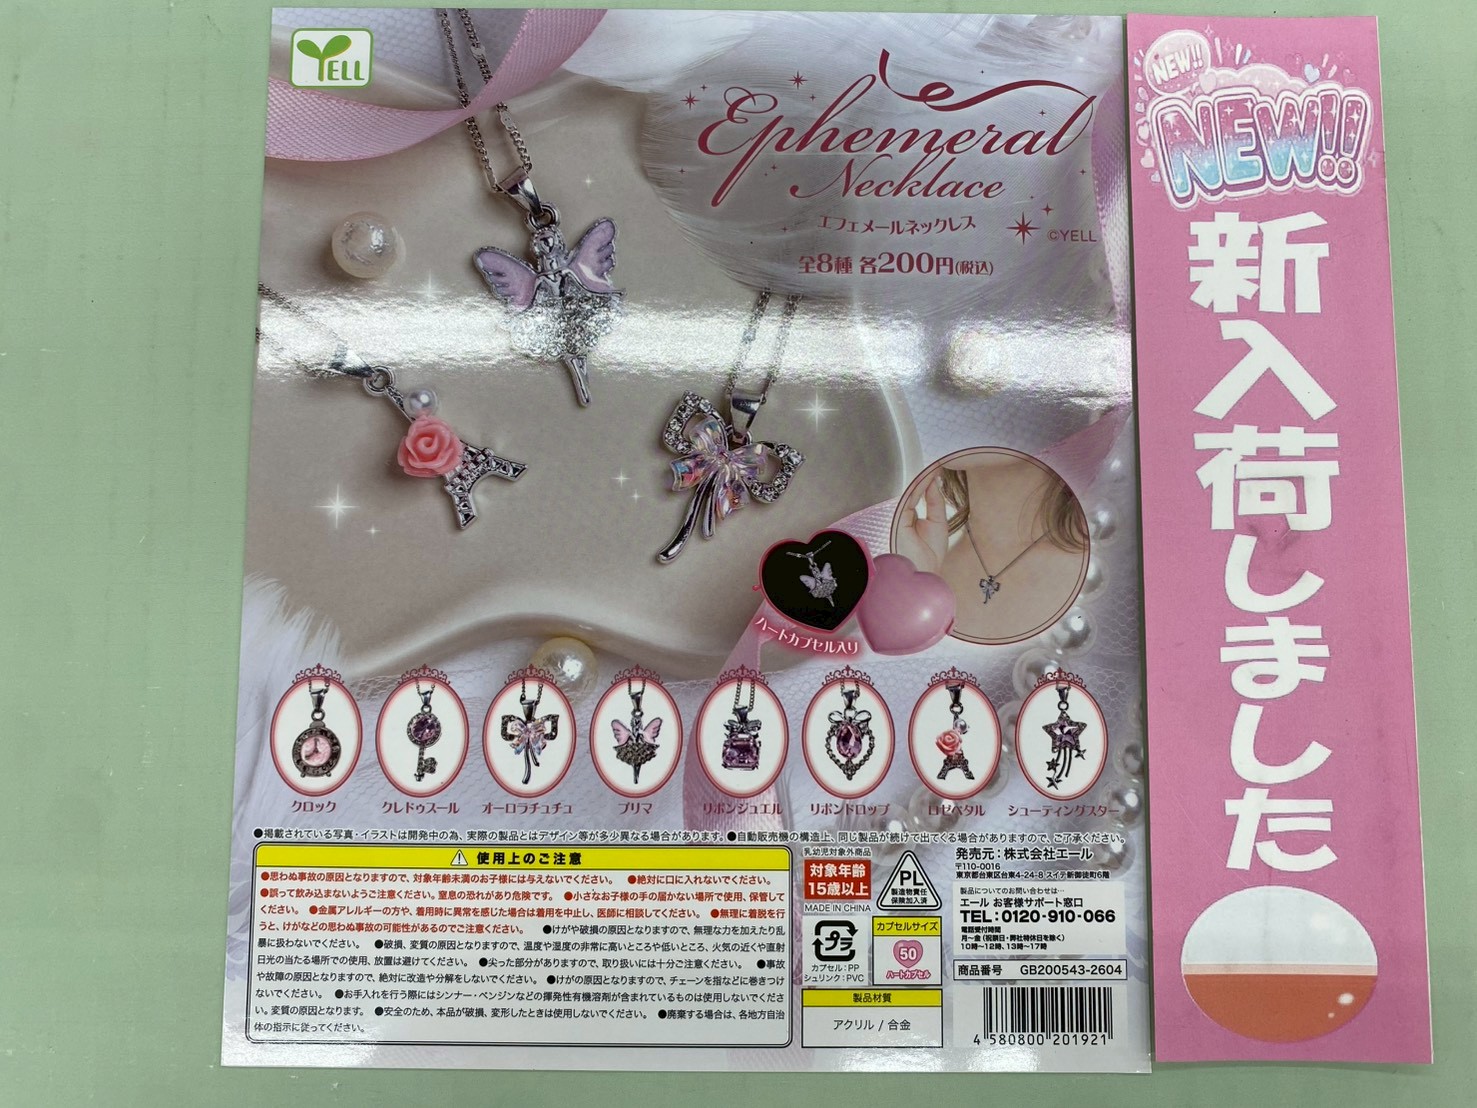 YELL
Ephemeral
Necklace
エフェメールネックレス
©YELL
全8種 各200円(税込)
ハートカプセル入り
クロック
クレドゥスール
オーロラチュチュ
プリマ
リボンジュエル
リボンドロップ
ロゼペタル
シューティングスター
●掲載されている写真・イラストは開発中の為、実際の製品とはデザイン等が多少異なる場合があります。●自動販売機の構造上、同じ製品が続けて出てくる場合がありますので、ご了承ください。
使用上のご注意
●思わぬ事故の原因となりますので、対象年齢未満のお子様には与えないでください。 ●絶対に口に入れないでください。
●誤って飲み込まないようご注意ください。窒息の恐れがあり危険です。 ●小さなお子様の手の届かない場所で使用、保管して
ください。 ●金属アレルギーの方や、着用時に異常を感じた場合は着用を中止し、医師に相談してください。 ●無理に着脱を行
うと、けがなどの思わぬ事故の可能性があるのでご注意ください。 ●けがや破損の原因となりますので、無理な力を加えたり乱
暴に扱わないでください。 ●破損、変質の原因となりますので、温度や湿度の非常に高いところや低いところ、火気の近くや直射
日光の当たる場所での使用、放置は避けてください。 ●尖った部分がありますので、取り扱いには十分ご注意ください。 ●事故
や故障の原因となりますので、絶対に改造や分解をしないでください。 ●けがの原因となりますので、チェーンを指などに巻きつけ
ないでください。 ●お手入れを行う際にはシンナー・ベンジンなどの揮発性有機溶剤が含まれているものは使用しないでくださ
い。変質の原因となります。 ●安全のため、本品が破損、変形したときは使用しないでください。 ●廃棄する場合は、各地方自治
体の指示に従ってください。
乳幼児対象外商品
対象年齢
15歳以上
MADE IN CHINA
PL
製造物責任
保険加入済
プラ
カプセル:PP
シュリンク:PVC
カプセルサイズ
50
ハートカプセル
製品材質
アクリル / 合金
発売元:株式会社エール
〒110-0016
東京都台東区台東4-24-8 スイテ新御徒町6階
製品についてのお問い合わせは…
エール お客様サポート窓口
TEL:0120-910-066
電話受付時間
月~金(祝祭日・弊社特休日を除く)
10時~12時、13時~17時
商品番号 GB200543-2604
4 580800 201921
NEW!!
NEW!!
新入荷しました